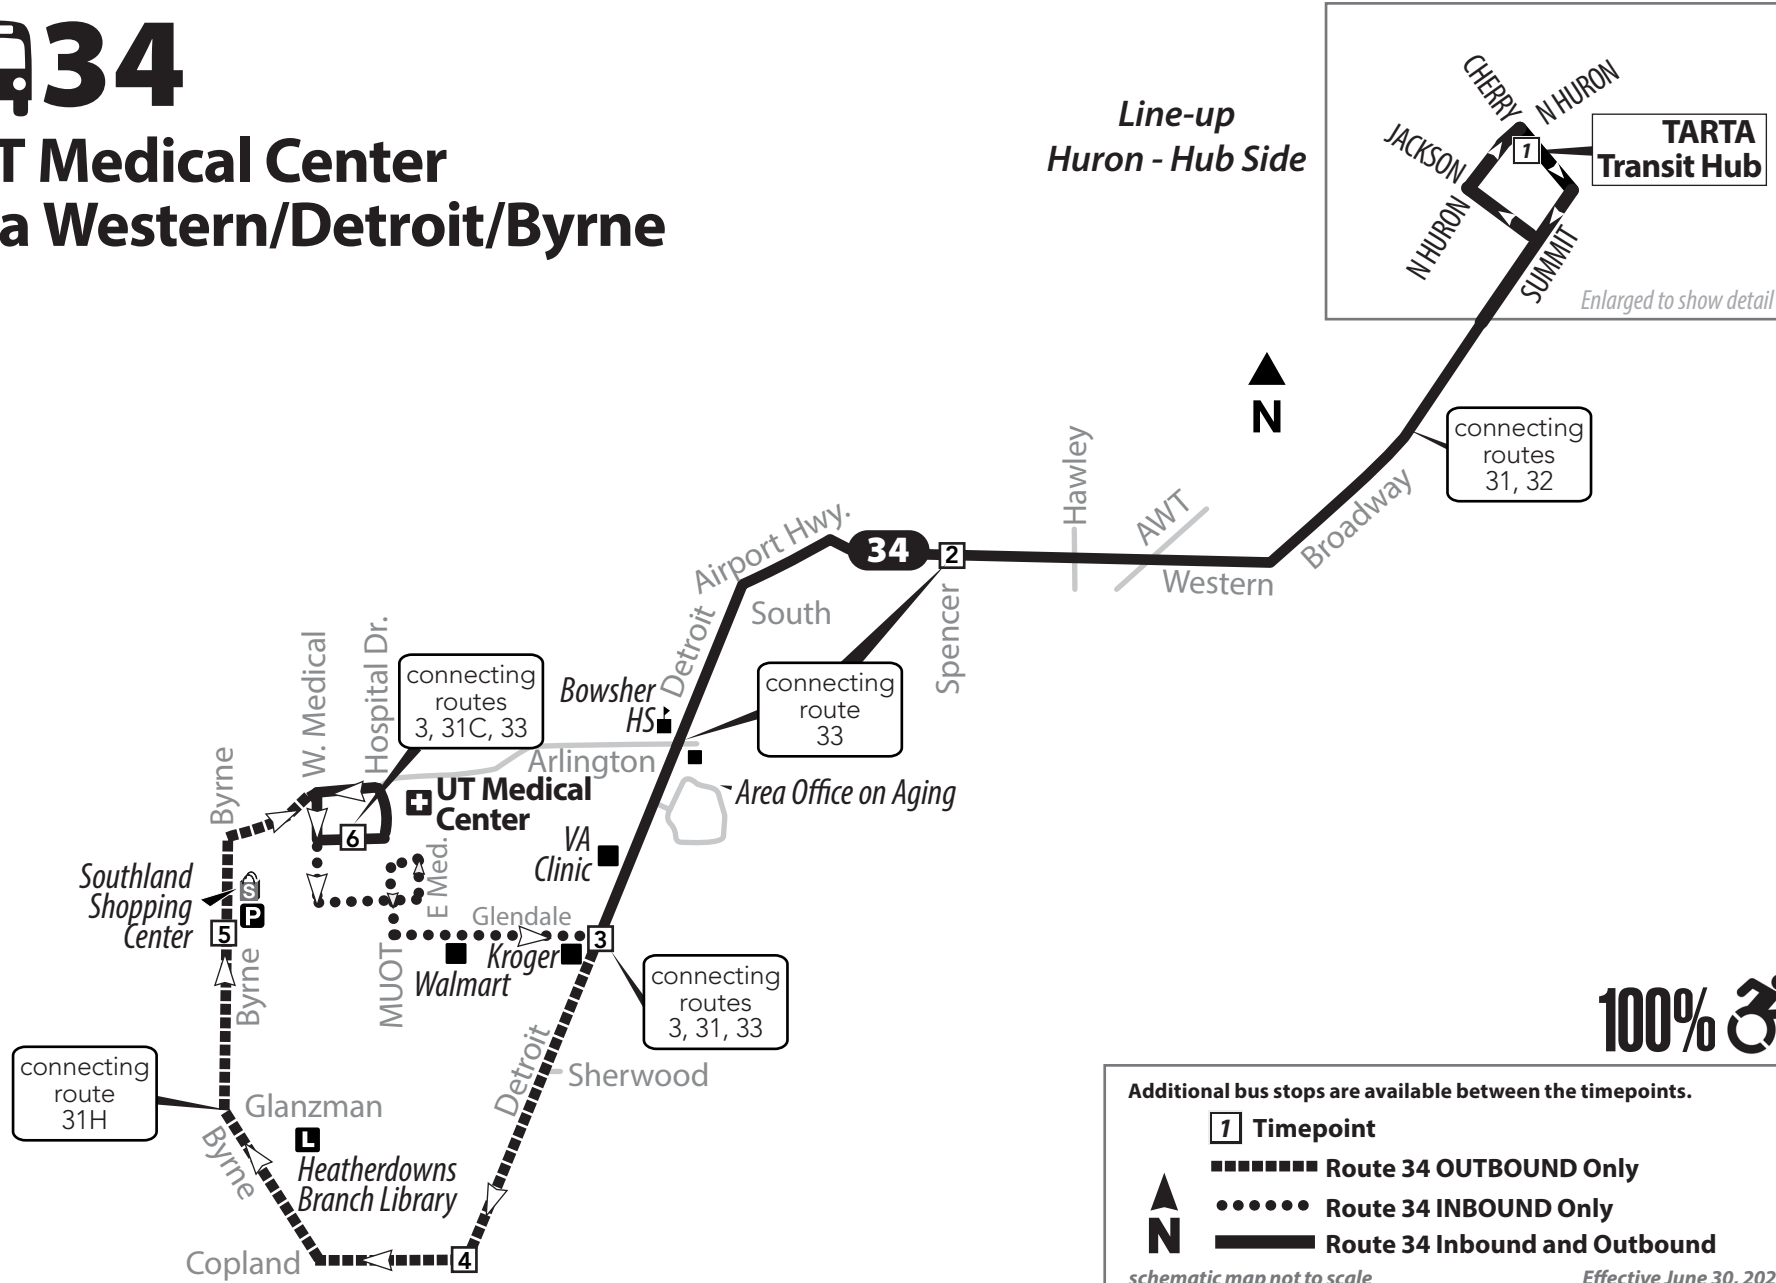 34
T Medical Center
a Western/Detroit/Byrne
Line-up
Huron - Hub Side
CHERRY
N HURON
JACKSON
N HURON
SUMMIT
1
TARTA
Transit Hub
Enlarged to show detail
N
connecting
routes
31, 32
Hawley
AWT
Broadway
Western
Airport Hwy.
34
2
Spencer
South
Detroit
connecting
route
33
Bowsher
HS
Arlington
Area Office on Aging
W. Medical
Hospital Dr.
connecting
routes
3, 31C, 33
UT Medical
Center
6
VA
Clinic
Byrne
Southland
Shopping
Center
S
P
5
Byrne
E Med.
Glendale
3
MUOT
Walmart
Kroger
connecting
routes
3, 31, 33
Detroit
Sherwood
connecting
route
31H
Glanzman
Byrne
L
Heatherdowns
Branch Library
Copland
4
100%
Additional bus stops are available between the timepoints.
1 Timepoint
Route 34 OUTBOUND Only
Route 34 INBOUND Only
Route 34 Inbound and Outbound
N
schematic map not to scale
Effective June 30, 202